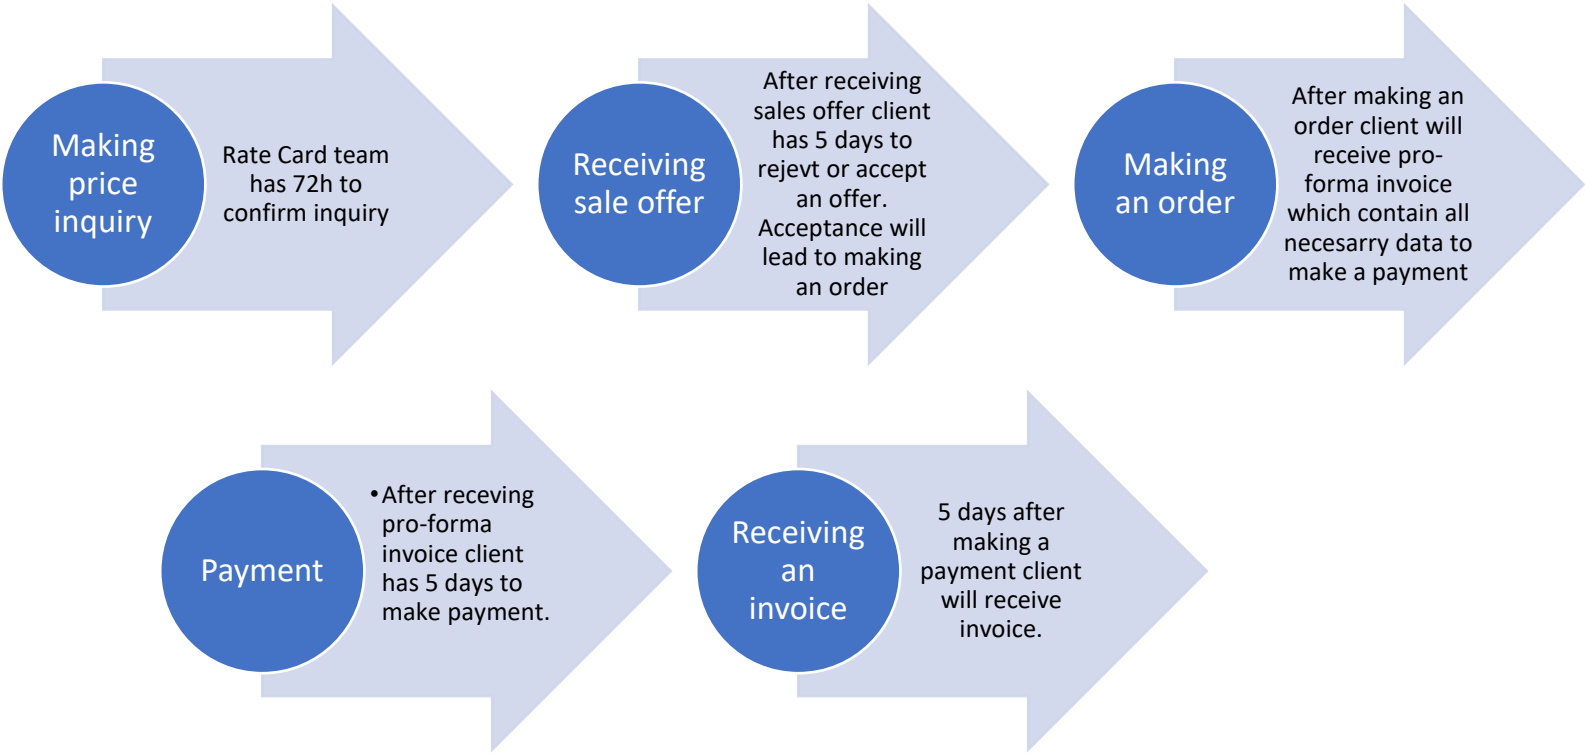 Making
price
inquiry
Rate Card team
has 72h to
confirm inquiry
Receiving
sale offer
After receiving
sales offer client
has 5 days to
rejevt or accept
an offer.
Acceptance will
lead to making
an order
Making
an order
After making an
order client will
receive pro-
forma invoice
which contain all
necesarry data to
make a payment
Payment
•After receving
pro-forma
invoice client
has 5 days to
make payment.
Receiving
an
invoice
5 days after
making a
payment client
will receive
invoice.